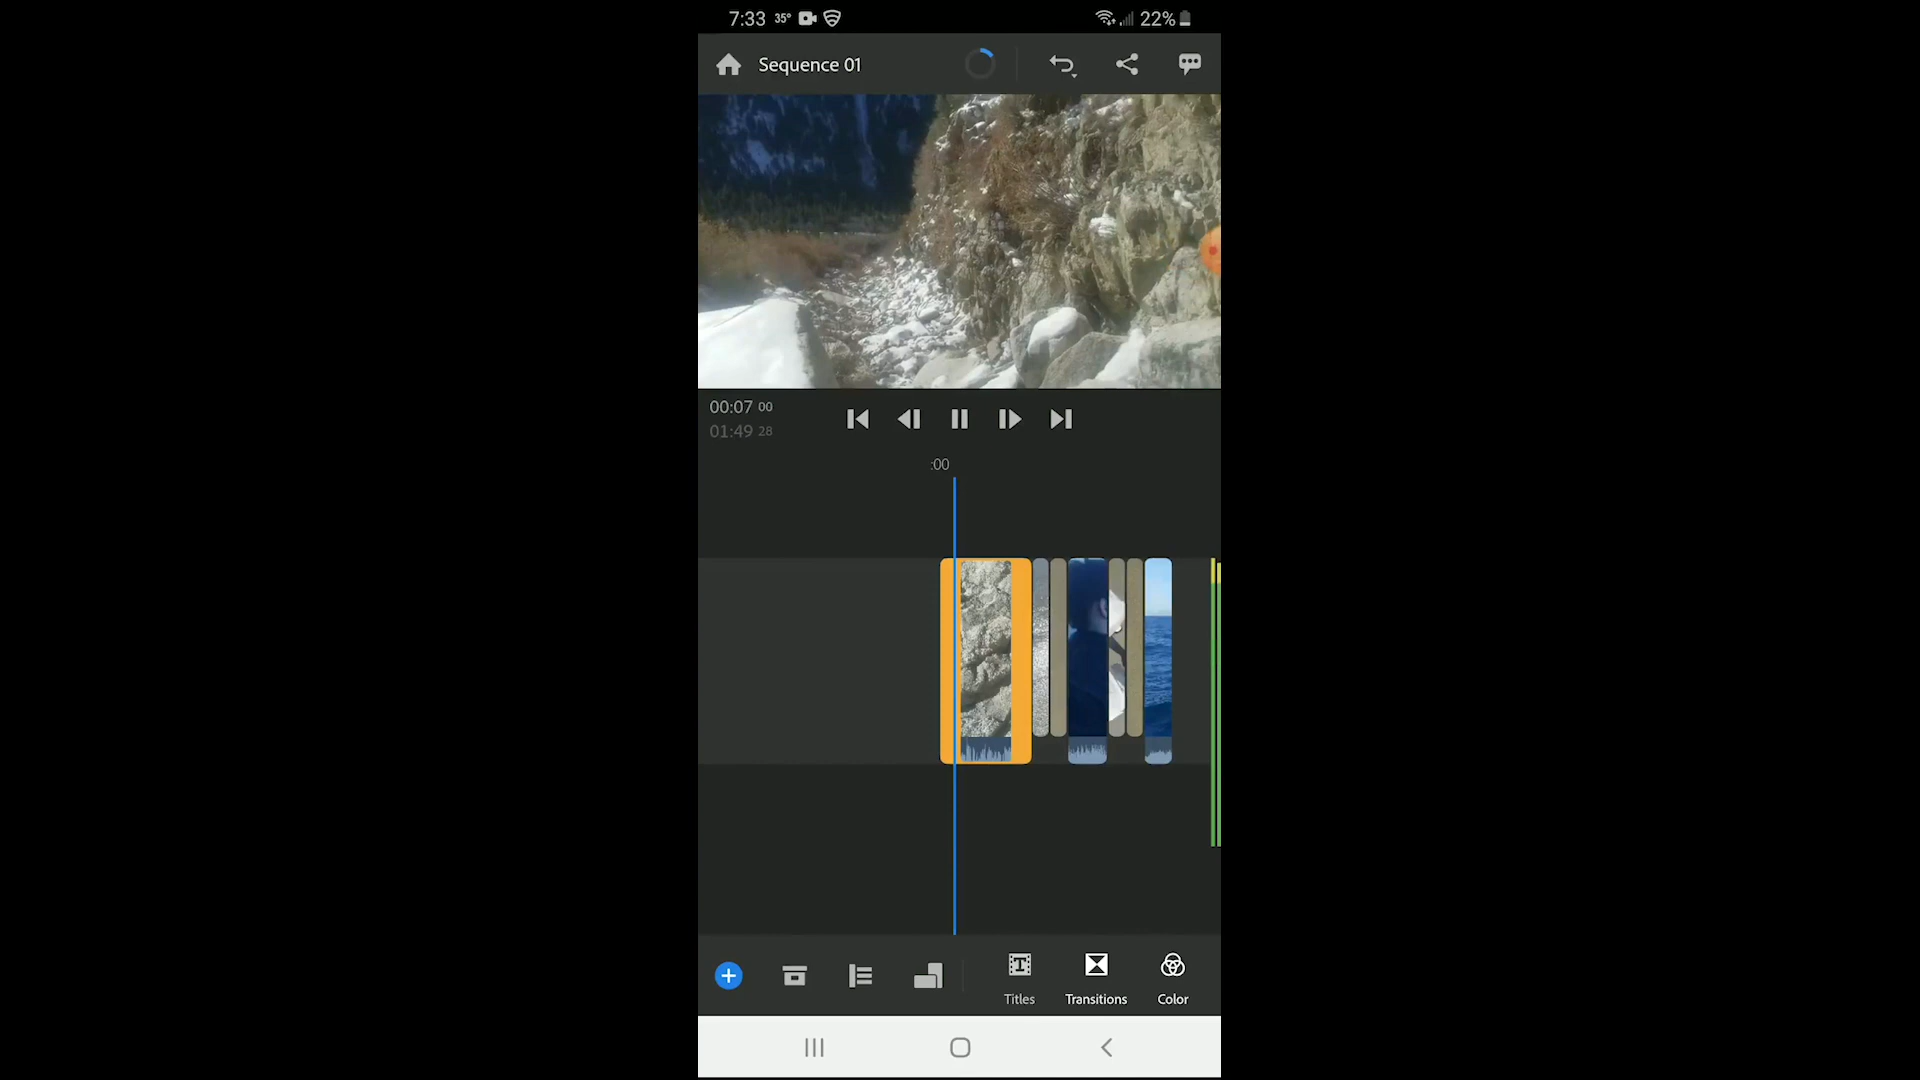 7:33 35° 22%
Sequence 01
00:07 00
01:49 28
:00
Titles Transitions Color